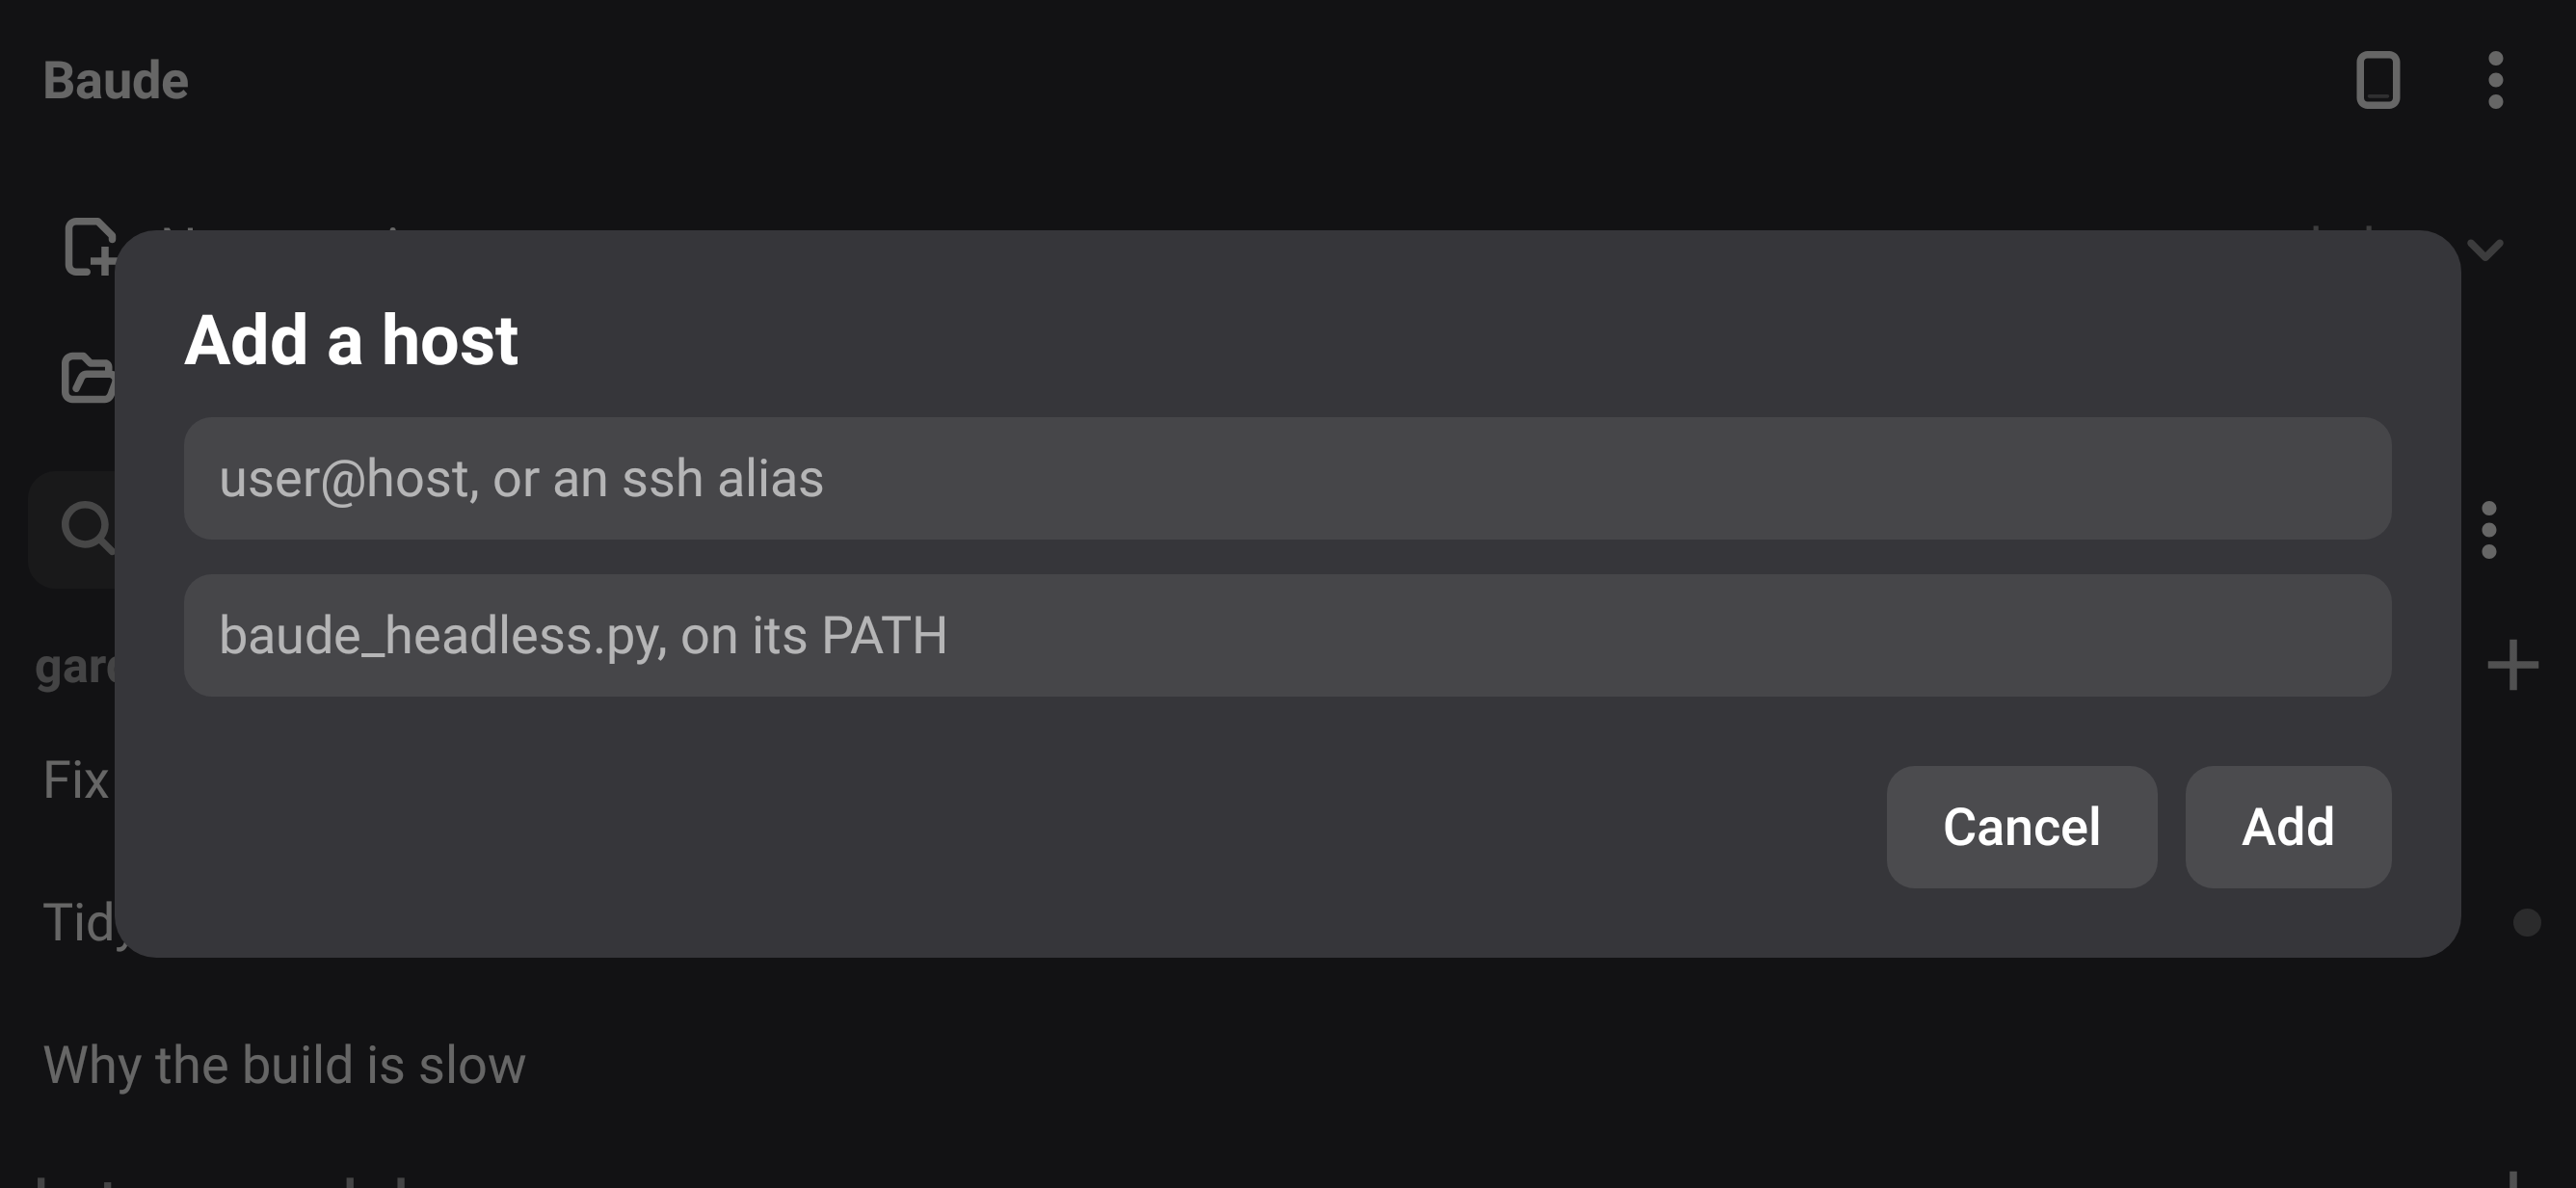 Baude
Add a host
user@host, or an ssh alias
baude_headless.py, on its PATH
Fix
Cancel
Add
Why the build is slow